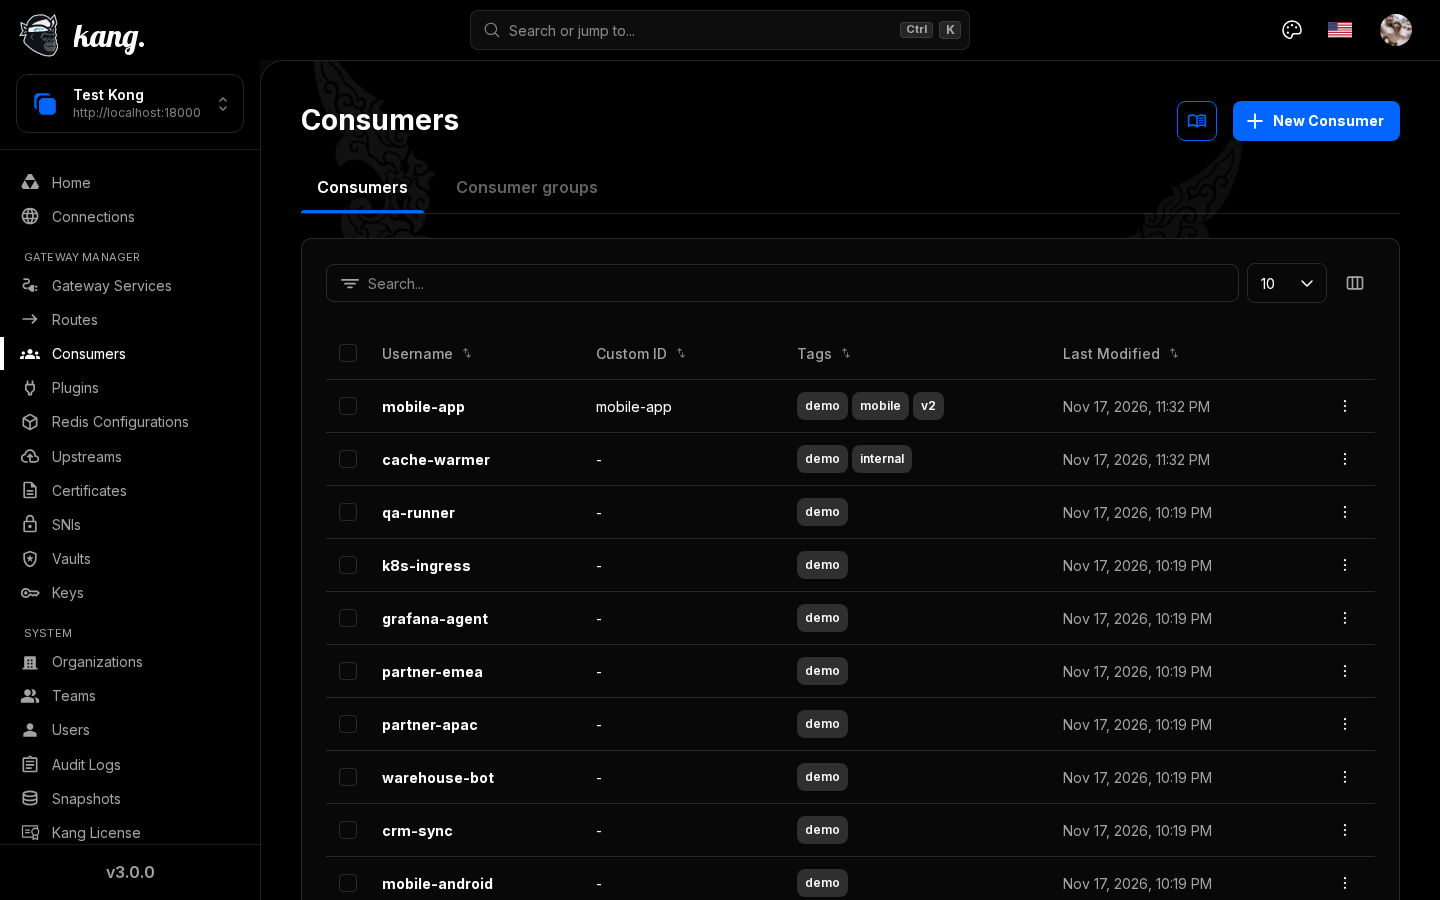 kang.
Search or jump to...
Ctrl K
Test Kong
http://localhost:18000
Home
Connections
GATEWAY MANAGER
Gateway Services
Routes
Consumers
Plugins
Redis Configurations
Upstreams
Certificates
SNIs
Vaults
Keys
SYSTEM
Organizations
Teams
Users
Audit Logs
Snapshots
Kang License
v3.0.0
Consumers
New Consumer
Consumers Consumer groups
Search...
10
Username Custom ID Tags Last Modified
mobile-app mobile-app demo mobile v2 Nov 17, 2026, 11:32 PM
cache-warmer - demo internal Nov 17, 2026, 11:32 PM
qa-runner - demo Nov 17, 2026, 10:19 PM
k8s-ingress - demo Nov 17, 2026, 10:19 PM
grafana-agent - demo Nov 17, 2026, 10:19 PM
partner-emea - demo Nov 17, 2026, 10:19 PM
partner-apac - demo Nov 17, 2026, 10:19 PM
warehouse-bot - demo Nov 17, 2026, 10:19 PM
crm-sync - demo Nov 17, 2026, 10:19 PM
mobile-android - demo Nov 17, 2026, 10:19 PM